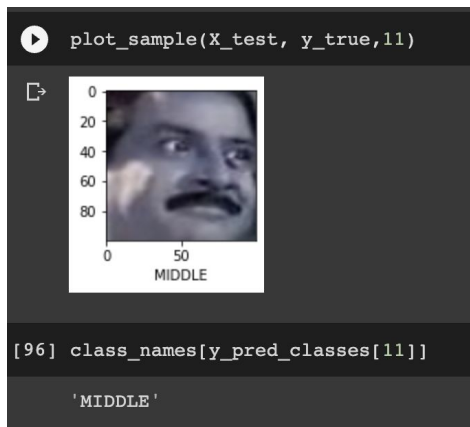 plot_sample(X_test, y_true,11)
0
20
40
60
80
0 50
MIDDLE
[96] class_names[y_pred_classes[11]]
'MIDDLE'